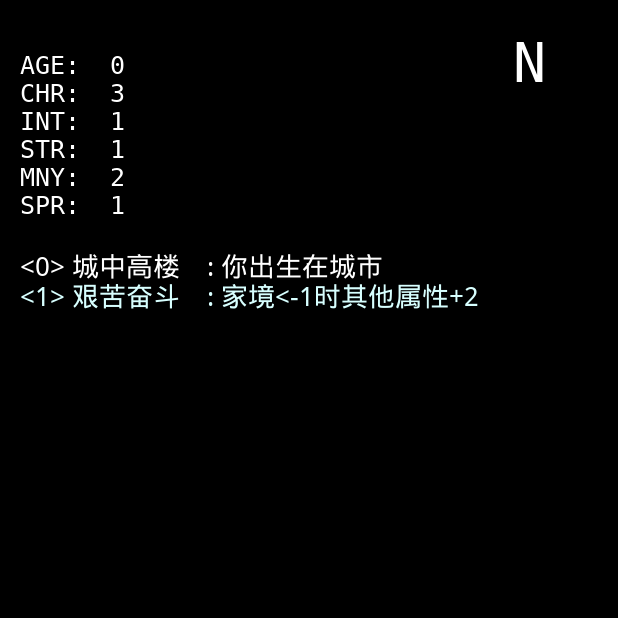 N
AGE: 0
CHR: 3
INT: 1
STR: 1
MNY: 2
SPR: 1
<0> 城中高楼 : 你出生在城市
<1> 艰苦奋斗 : 家境<-1时其他属性+2